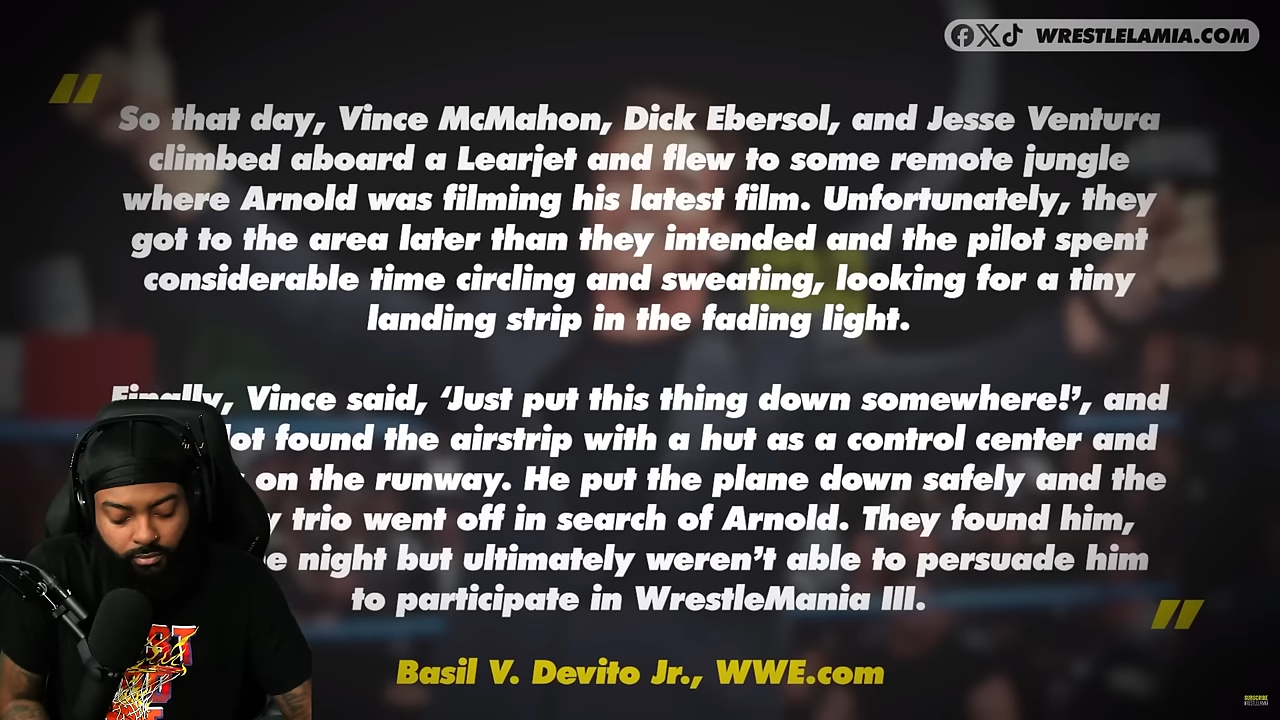 WRESTLELAMIA.COM
So that day, Vince McMahon, Dick Ebersol, and Jesse Ventura
climbed aboard a Learjet and flew to some remote jungle
where Arnold was filming his latest film. Unfortunately, they
got to the area later than they intended and the pilot spent
considerable time circling and sweating, looking for a tiny
landing strip in the fading light.
Finally, Vince said, ‘Just put this thing down somewhere!’, and
found the airstrip with a hut as a control center and
on the runway. He put the plane down safely and the
trio went off in search of Arnold. They found him,
night but ultimately weren’t able to persuade him
to participate in WrestleMania III.
Basil V. Devito Jr., WWE.com
SUBSCRIBE